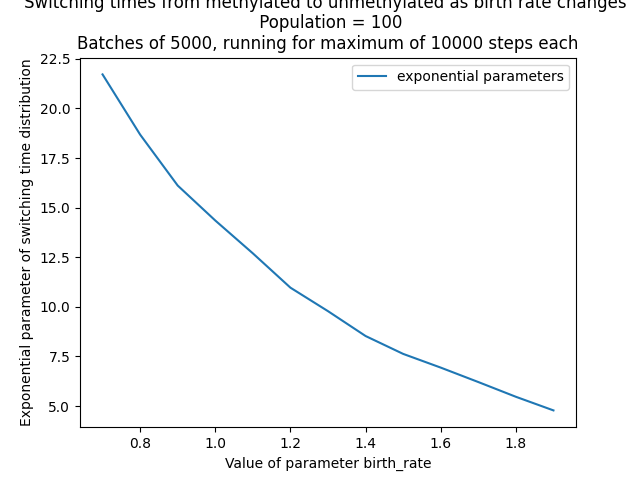 Switching times from methylated to unmethylated as birth rate changes
Population = 100
Batches of 5000, running for maximum of 10000 steps each
exponential parameters
Exponential parameter of switching time distribution
22.5
20.0
17.5
15.0
12.5
10.0
7.5
5.0
0.8 1.0 1.2 1.4 1.6 1.8
Value of parameter birth_rate